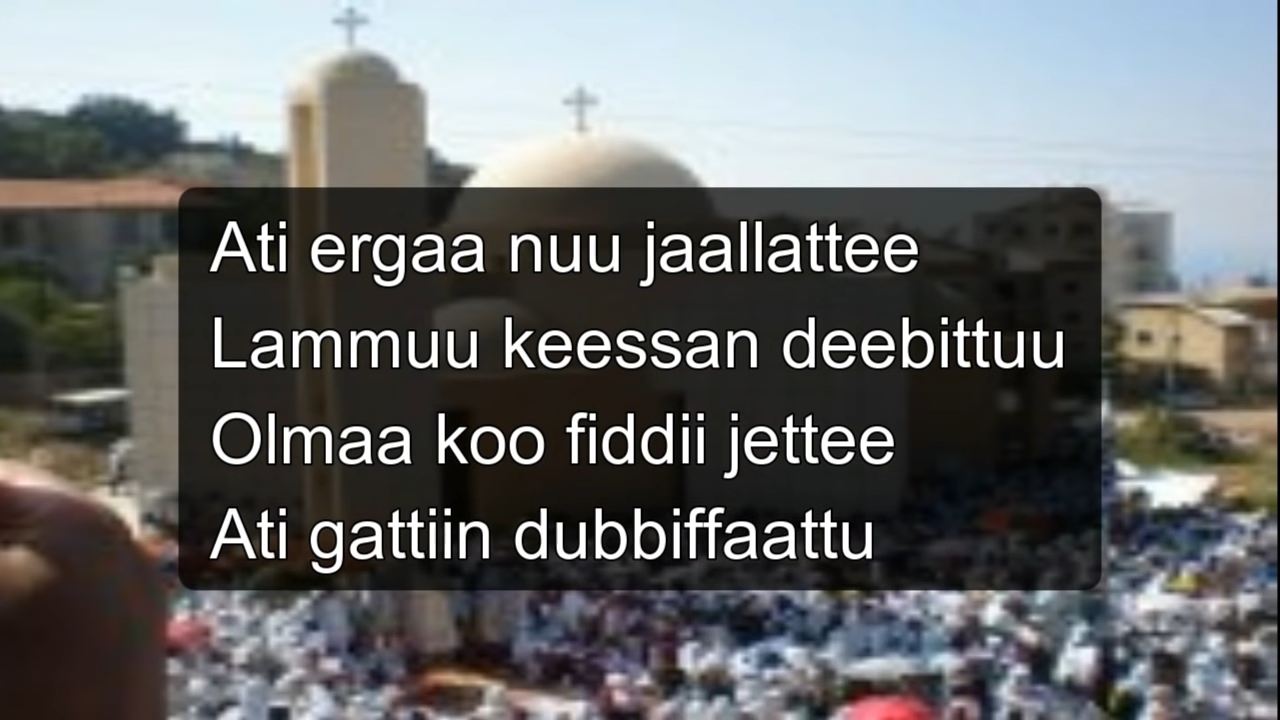 Ati ergaa nuu jaallattee
Lammuu keessan deebittuu
Olmaa koo fiddii jettee
Ati gattiin dubbiffaattu